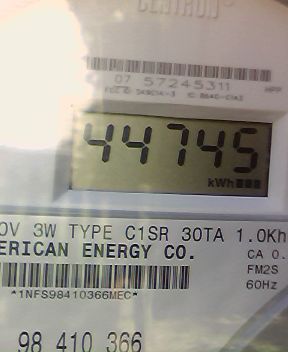 CENTRON®
07 57245311
44745
kWh
0V 3W TYPE C1SR 30TA 1.0Kh
ERICAN ENERGY CO.
CA 0.
FM2S
60Hz
*1NFS98410366MEC*
98 410 366